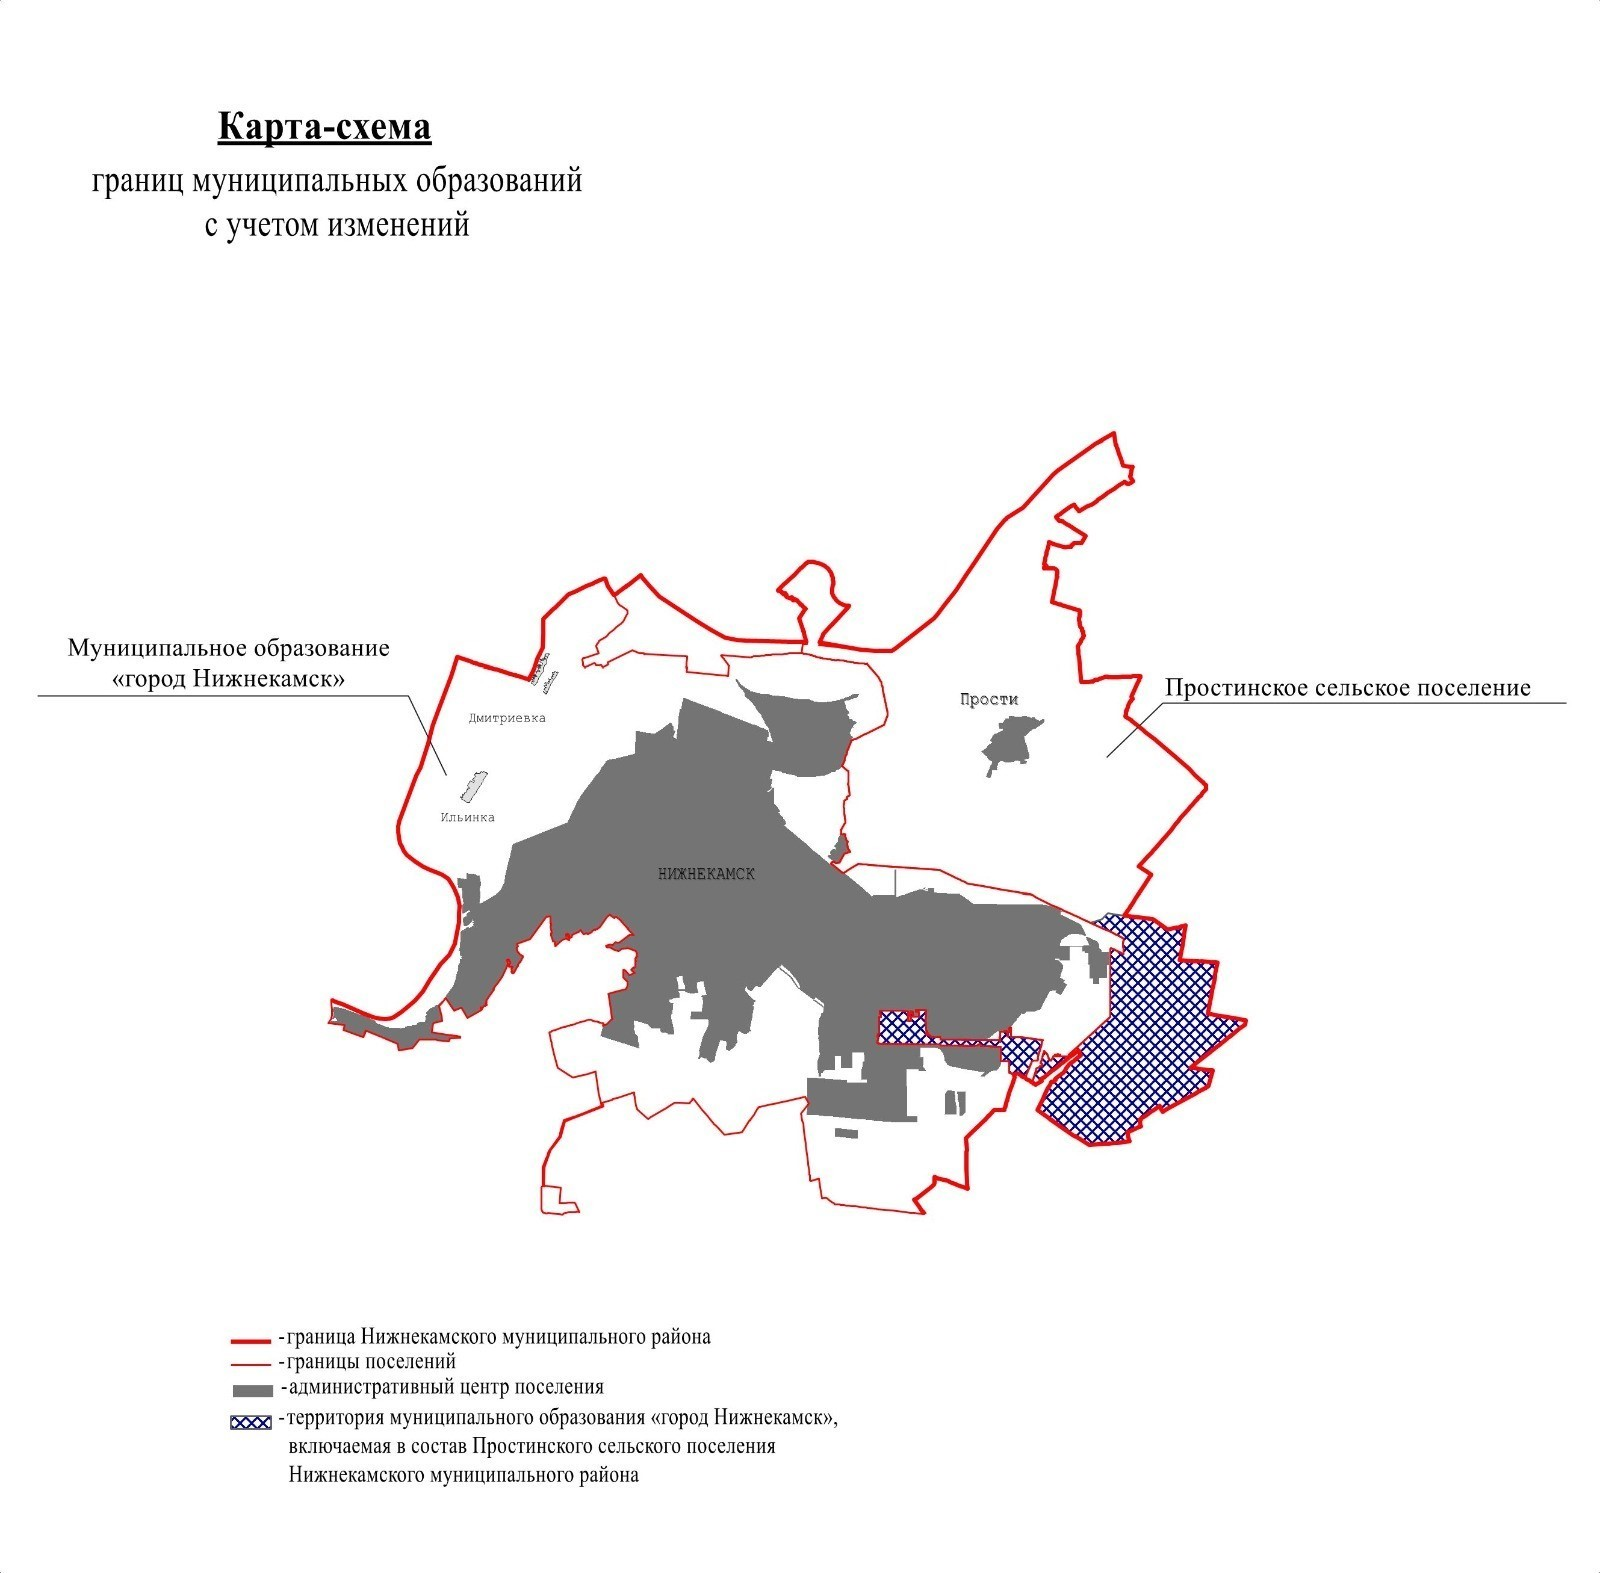 Карта-схема
границ муниципальных образований
с учетом изменений
Муниципальное образование
«город Нижнекамск»
Простинское сельское поселение
Прости
Дмитриевка
Ильинка
НИЖНЕКАМСК
-граница Нижнекамского муниципального района
-границы поселений
-административный центр поселения
-территория муниципального образования «город Нижнекамск»,
включаемая в состав Простинского сельского поселения
Нижнекамского муниципального района